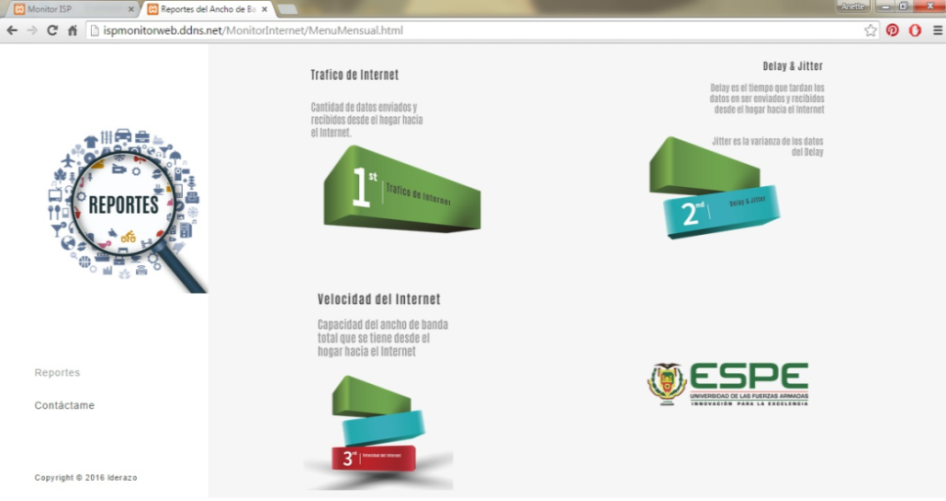 Monitor ISP
Reportes del Ancho de Ba
Arielle
ispmonitorweb.ddns.net/MonitorInternet/MenuMensual.html
REPORTES
Reportes
Contáctame
Copyright © 2016 lderazo
Trafico de Internet
Cantidad de datos enviados y
recibidos desde el hogar hacia
el Internet.
1st
Trafico de Internet
Delay & Jitter
Delay es el tiempo que tardan los
datos en ser enviados y recibidos
desde el hogar hacia el Internet
Jitter es la varianza de los datos
del Delay
2nd
Delay & Jitter
Velocidad del Internet
Capacidad del ancho de banda
total que se tiene desde el
hogar hacia el Internet
3rd
Velocidad del Internet
ESPE
UNIVERSIDAD DE LAS FUERZAS ARMADAS
INNOVACIÓN PARA LA EXCELENCIA